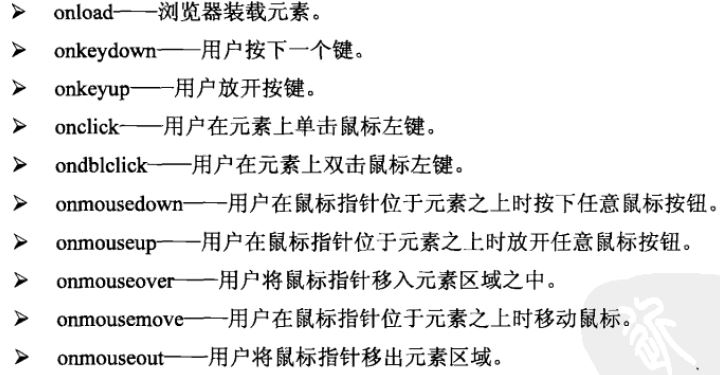 ➢ onload——浏览器装载元素。
➢ onkeydown——用户按下一个键。
➢ onkeyup——用户放开按键。
➢ onclick——用户在元素上单击鼠标左键。
➢ ondblclick——用户在元素上双击鼠标左键。
➢ onmousedown——用户在鼠标指针位于元素之上时按下任意鼠标按钮。
➢ onmouseup——用户在鼠标指针位于元素之上时放开任意鼠标按钮。
➢ onmouseover——用户将鼠标指针移入元素区域之中。
➢ onmousemove——用户在鼠标指针位于元素之上时移动鼠标。
➢ onmouseout——用户将鼠标指针移出元素区域。